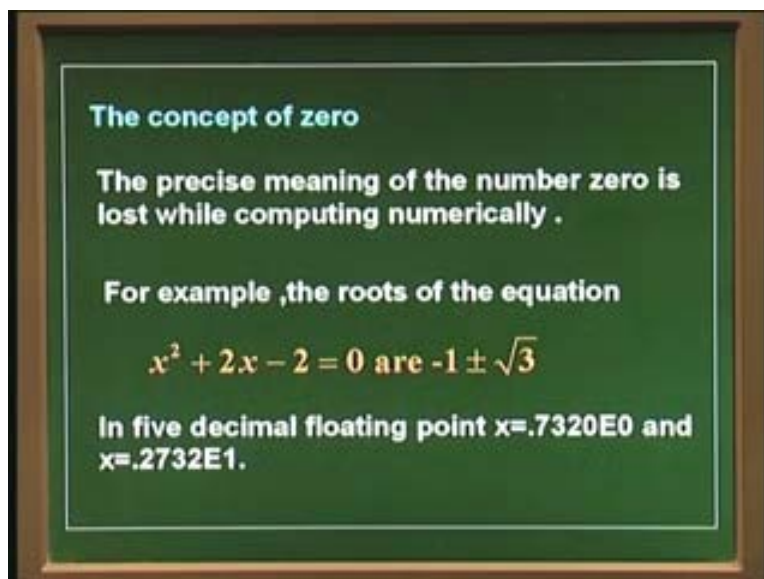 The concept of zero
The precise meaning of the number zero is
lost while computing numerically .
For example ,the roots of the equation
x² + 2x – 2 = 0 are -1 ± √3
In five decimal floating point x=.7320E0 and
x=.2732E1.